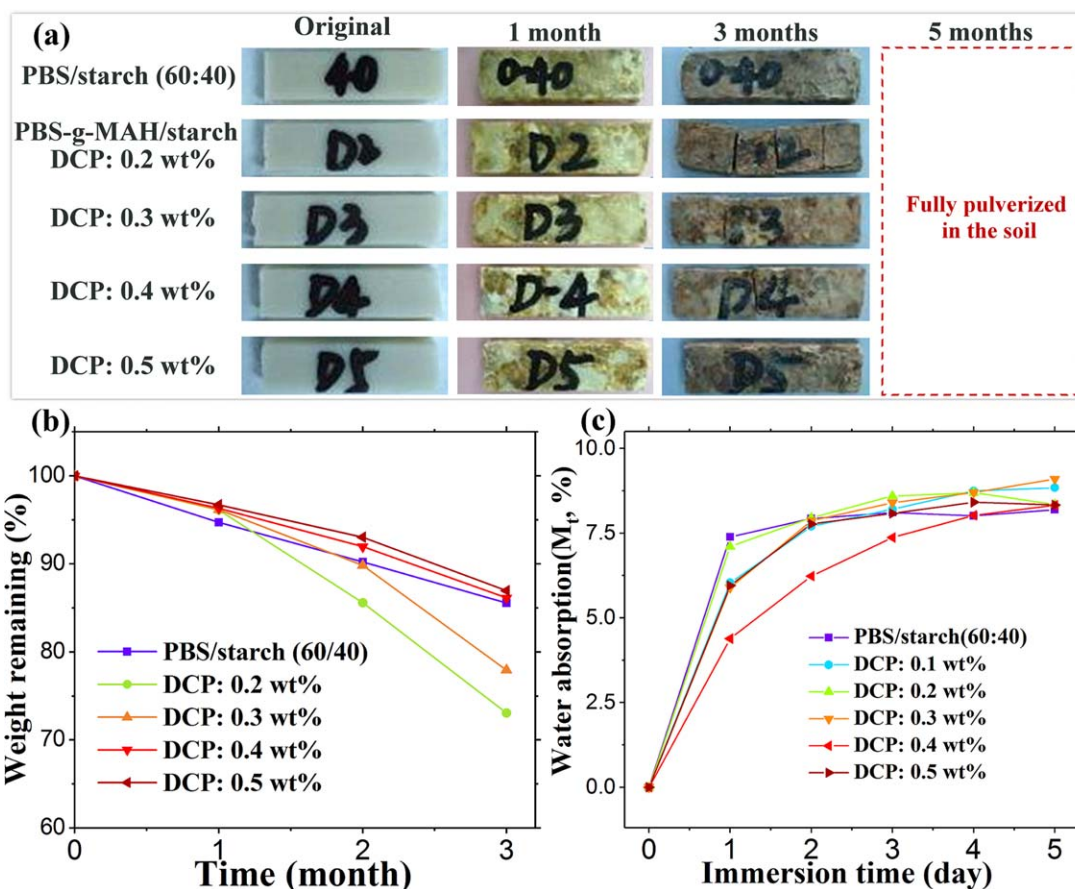 (a)
Original
1 month
3 months
5 months
PBS/starch (60:40)
40
0-40
0-40
PBS-g-MAH/starch
DCP: 0.2 wt%
D2
D2
DCP: 0.3 wt%
D3
D3
DCP: 0.4 wt%
D4
D-4
D4
DCP: 0.5 wt%
D5
D5
D5
Fully pulverized
in the soil
(b)
Weight remaining (%)
100
90
80
70
60
0
1
2
3
Time (month)
PBS/starch (60/40)
DCP: 0.2 wt%
DCP: 0.3 wt%
DCP: 0.4 wt%
DCP: 0.5 wt%
(c)
Water absorption(Mt, %)
10.0
7.5
5.0
2.5
0.0
0
1
2
3
4
5
Immersion time (day)
PBS/starch(60:40)
DCP: 0.1 wt%
DCP: 0.2 wt%
DCP: 0.3 wt%
DCP: 0.4 wt%
DCP: 0.5 wt%